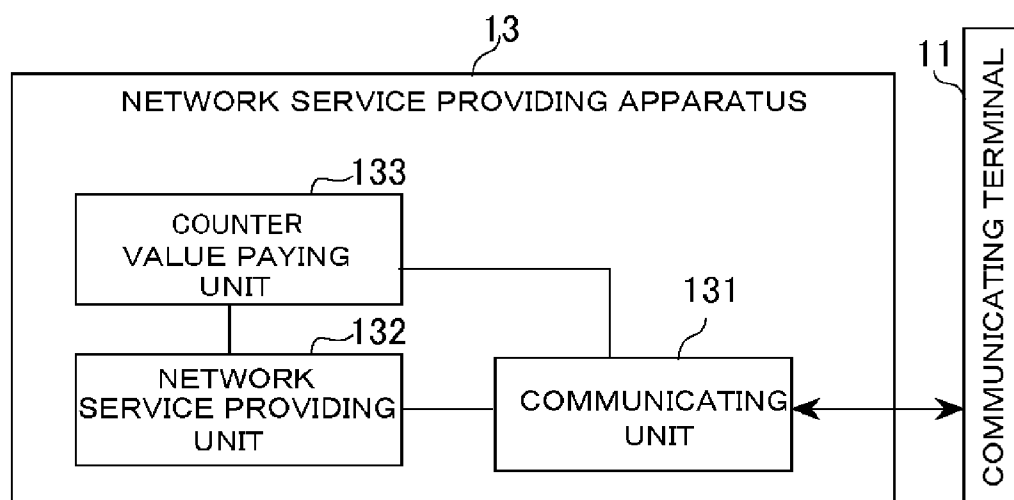 13
11
NETWORK SERVICE PROVIDING APPARATUS
133
COUNTER
VALUE PAYING
UNIT
132
NETWORK
SERVICE PROVIDING
UNIT
131
COMMUNICATING
UNIT
COMMUNICATING TERMINAL